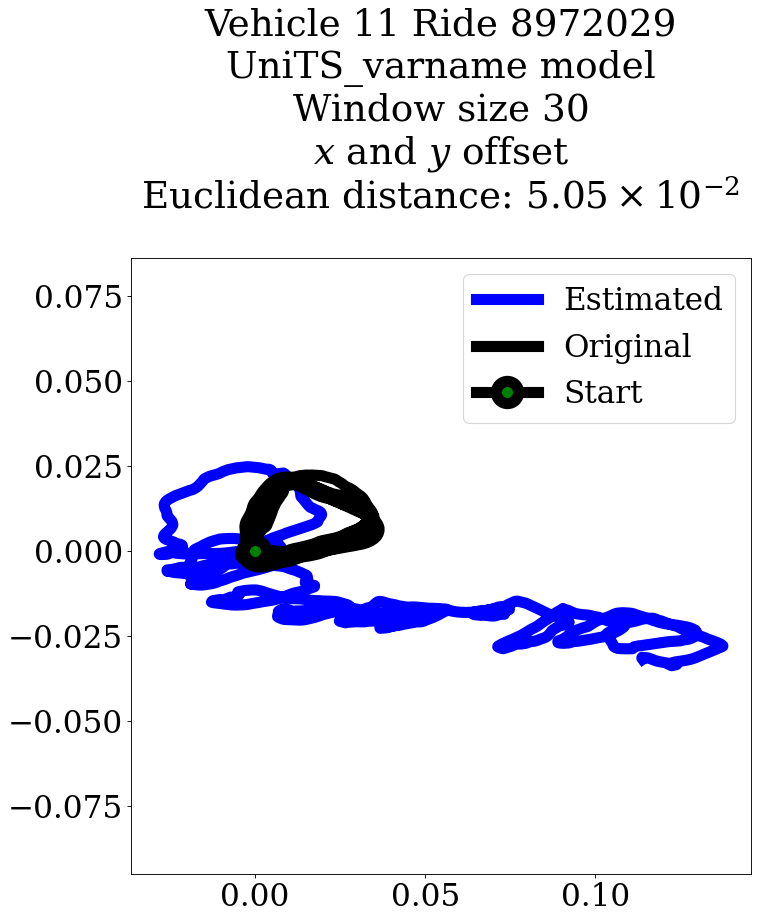 Vehicle 11 Ride 8972029
UniTS_varname model
Window size 30
x and y offset
Euclidean distance: 5.05 × 10⁻²
Estimated
Original
Start
0.075
0.050
0.025
0.000
−0.025
−0.050
−0.075
0.00 0.05 0.10